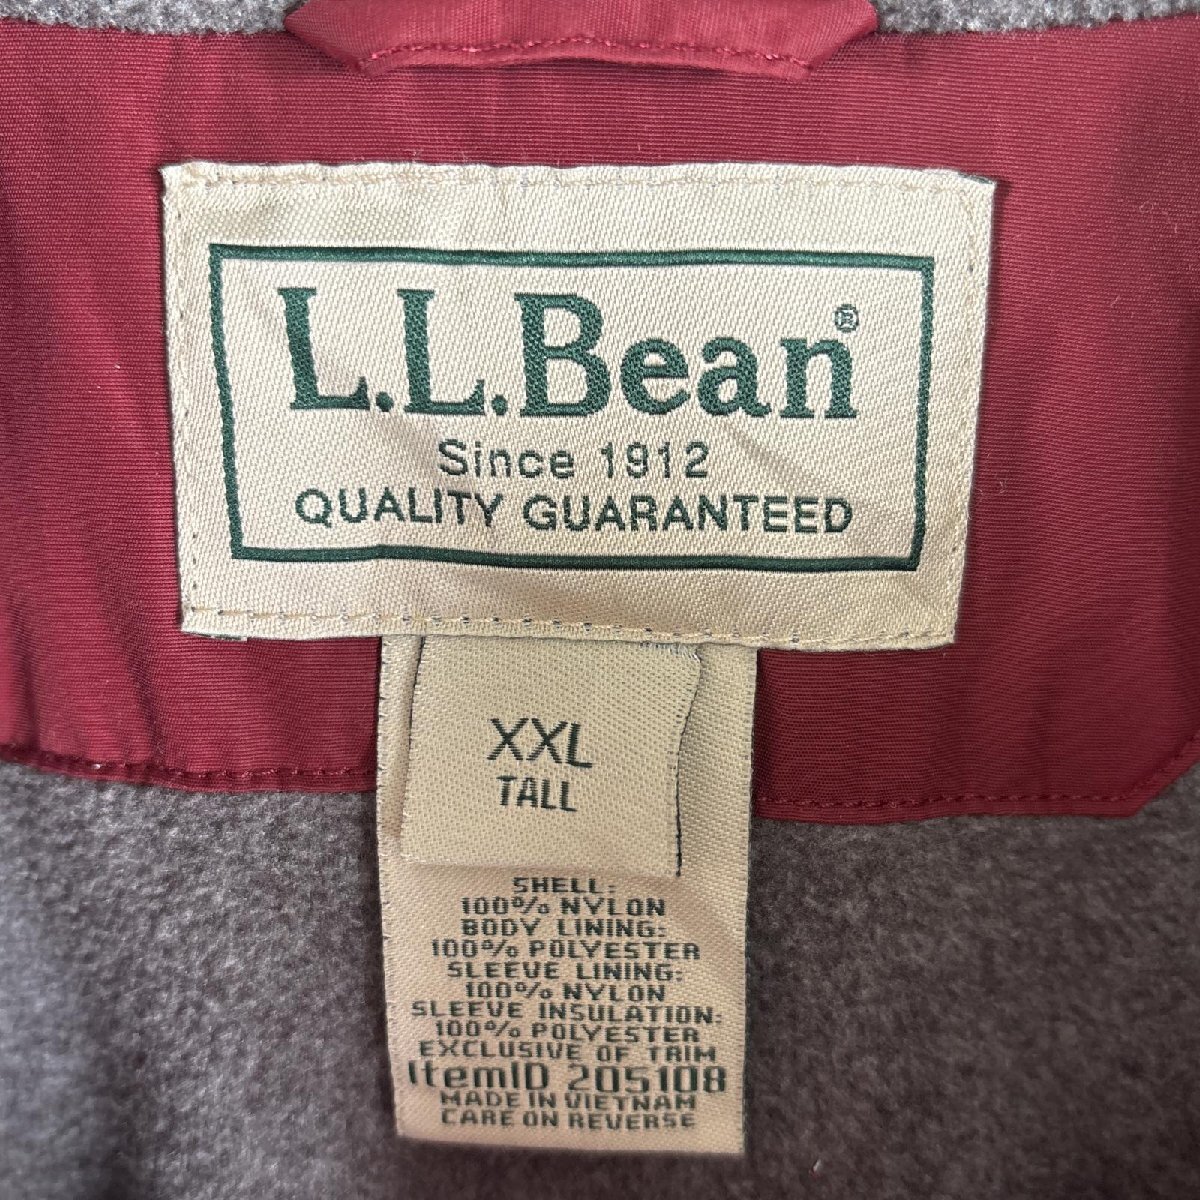 L.L.Bean®
Since 1912
QUALITY GUARANTEED
XXL
TALL
SHELL:
100% NYLON
BODY LINING:
100% POLYESTER
SLEEVE LINING:
100% NYLON
SLEEVE INSULATION:
100% POLYESTER
EXCLUSIVE OF TRIM
ItemID 205108
MADE IN VIETNAM
CARE ON REVERSE